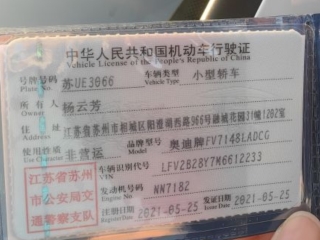 中华人民共和国机动车行驶证
Vehicle License of the People's Republic of China
号牌号码 苏UE3066 车辆类型 小型轿车
Plate No. Vehicle Type
所有人 杨云芳
Owner
住址 江苏省苏州市相城区阳澄湖西路966号融城花园31幢1202室
Address
使用性质 非营运 品牌型号 奥迪牌FV7148LADCG
Use Character Model
江苏省苏州市公安局交通警察支队 车辆识别代号 LFV2B28Y7M6612233
VIN
发动机号码 NN7182
Engine No.
注册日期 2021-05-25 发证日期 2021-05-25
Register Date Issue Date